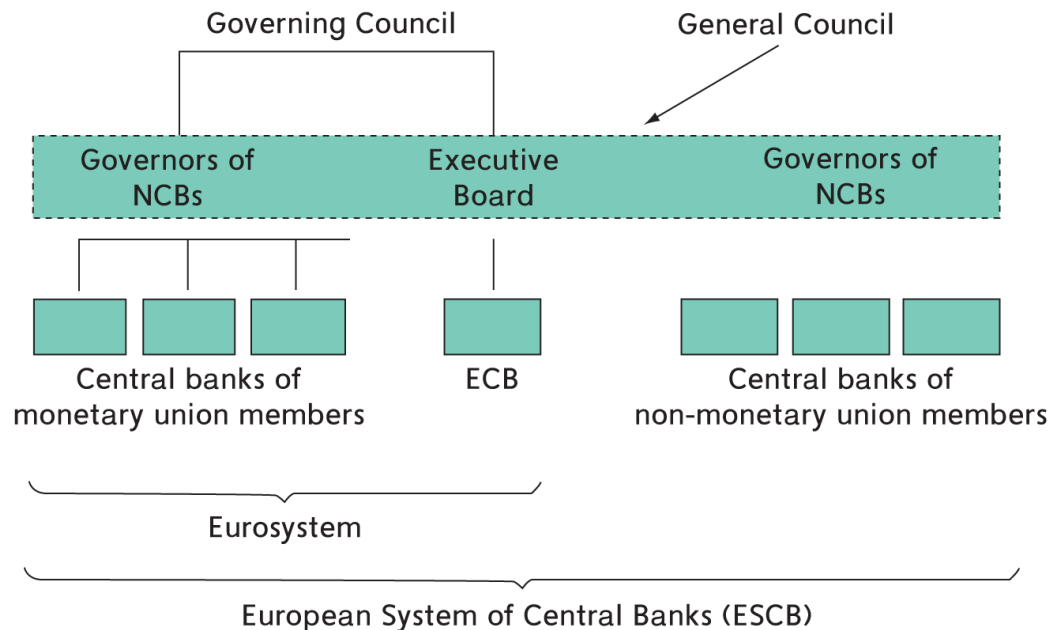 Governing Council
General Council
Governors of
NCBs
Executive
Board
Governors of
NCBs
Central banks of
monetary union members
ECB
Central banks of
non-monetary union members
Eurosystem
European System of Central Banks (ESCB)